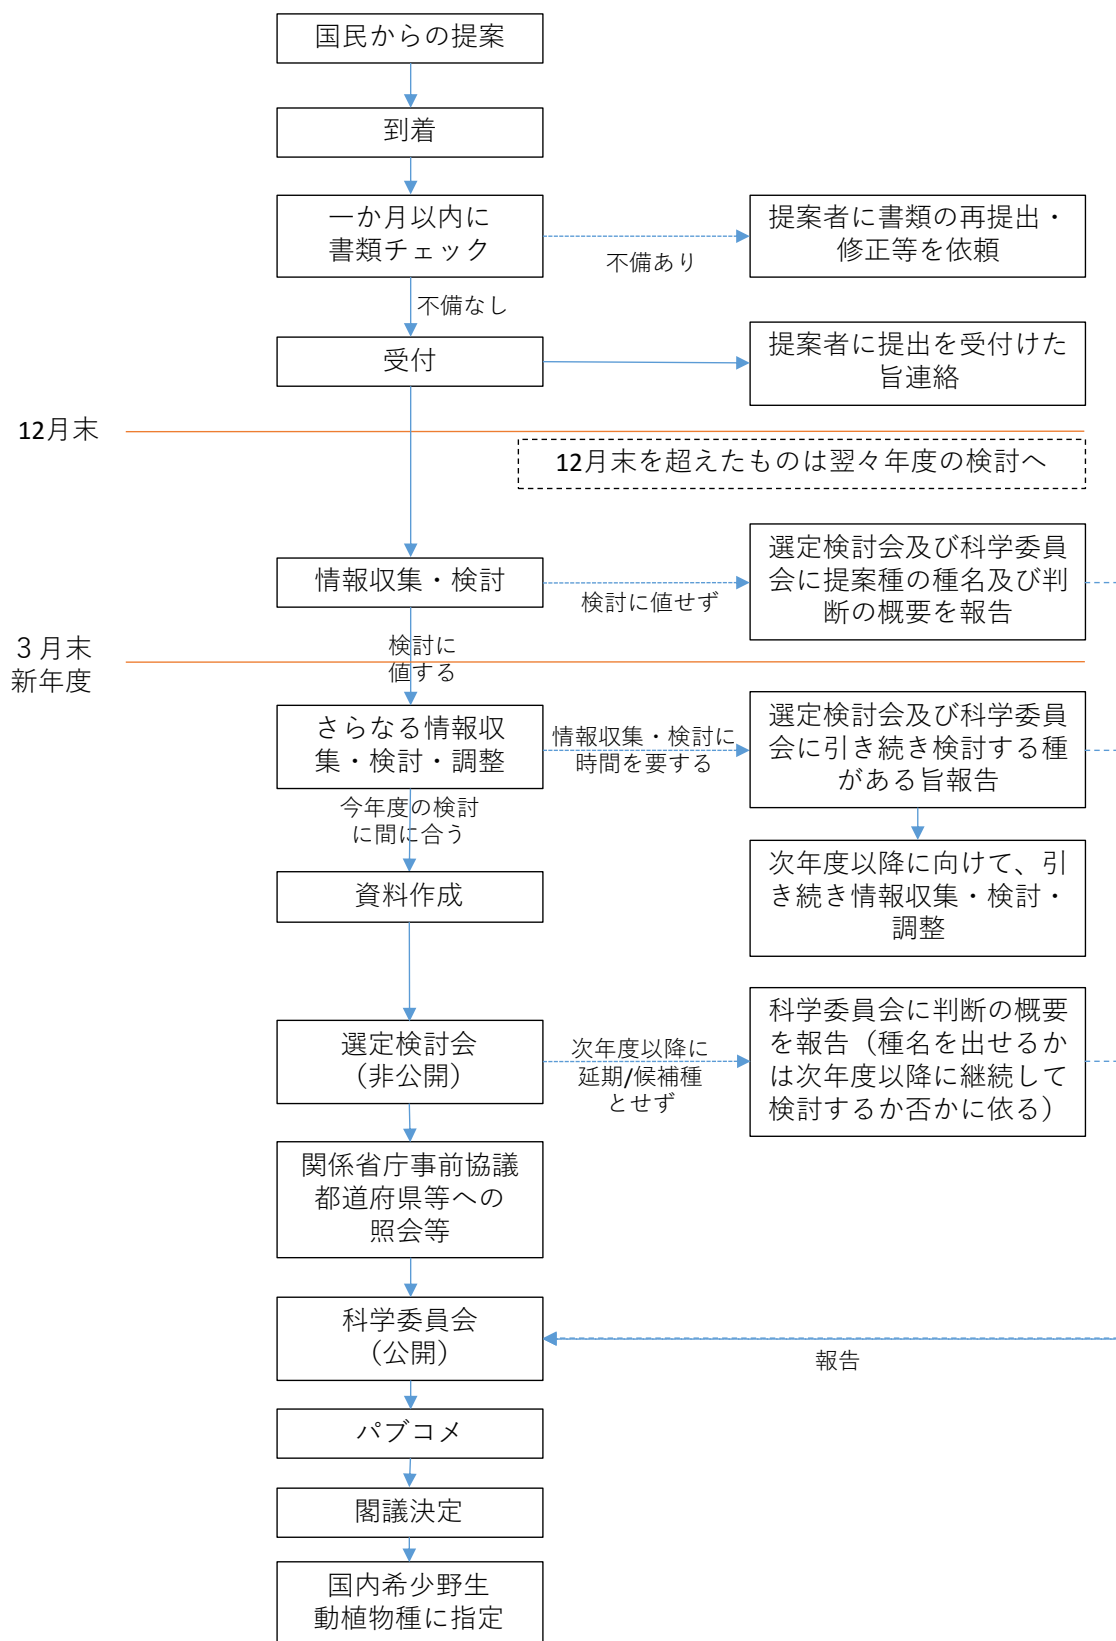 国民からの提案
到着
一か月以内に
書類チェック
不備あり
提案者に書類の再提出・
修正等を依頼
不備なし
受付
提案者に提出を受付けた
旨連絡
12月末
12月末を超えたものは翌々年度の検討へ
情報収集・検討
検討に値せず
選定検討会及び科学委員
会に提案種の種名及び判
断の概要を報告
3月末
新年度
検討に
値する
さらなる情報収
集・検討・調整
情報収集・検討に
時間を要する
選定検討会及び科学委員
会に引き続き検討する種
がある旨報告
今年度の検討
に間に合う
次年度以降に向けて、引
き続き情報収集・検討・
調整
資料作成
選定検討会
（非公開）
次年度以降に
延期/候補種
とせず
科学委員会に判断の概要
を報告（種名を出せるか
は次年度以降に継続して
検討するか否かに依る）
関係省庁事前協議
都道府県等への
照会等
科学委員会
（公開）
報告
パブコメ
閣議決定
国内希少野生
動植物種に指定